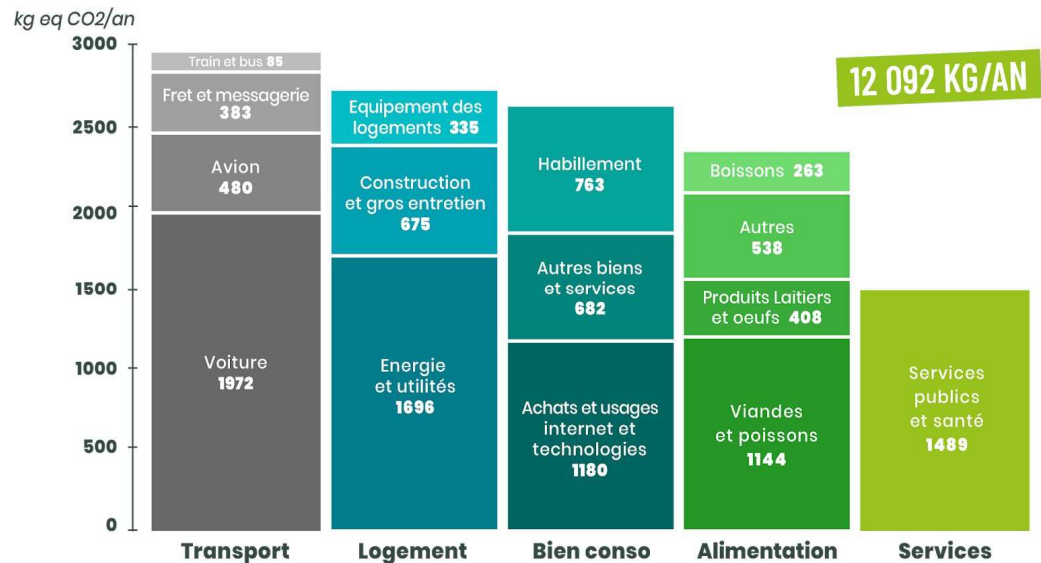 kg eq CO2/an
3000
2500
2000
1500
1000
500
0
12 092 KG/AN
Train et bus 85
Fret et messagerie
383
Avion
480
Voiture
1972
Transport
Equipement des
logements 335
Construction
et gros entretien
675
Energie
et utilités
1696
Logement
Habillement
763
Autres biens
et services
682
Achats et usages
internet et
technologies
1180
Bien conso
Boissons 263
Autres
538
Produits Laitiers
et oeufs 408
Viandes
et poissons
1144
Alimentation
Services
publics
et santé
1489
Services